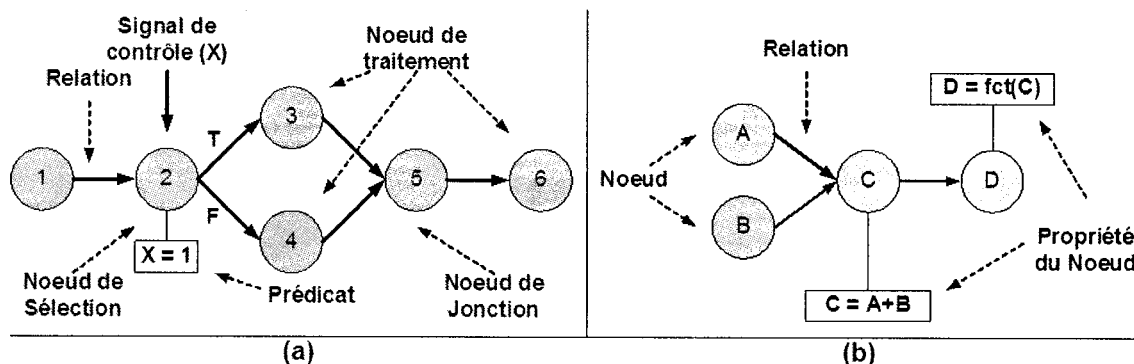 Signal de
contrôle (X)
Relation
Noeud de
traitement
1
2
T
F
3
4
5
6
X = 1
Noeud de
Sélection
Prédicat
Noeud de
Jonction
(a)
Relation
D = fct(C)
A
B
C
D
Noeud
Propriété
du Noeud
C = A+B
(b)